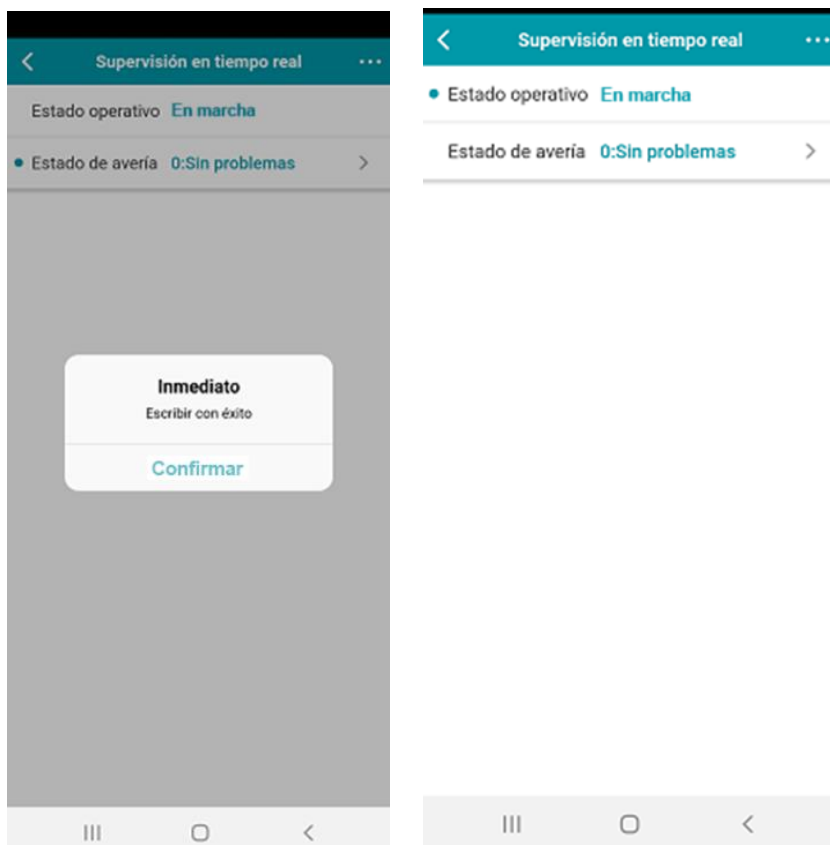 Supervisión en tiempo real
Estado operativo En marcha
Estado de avería 0:Sin problemas
Inmediato
Escribir con éxito
Confirmar
Supervisión en tiempo real
Estado operativo En marcha
Estado de avería 0:Sin problemas